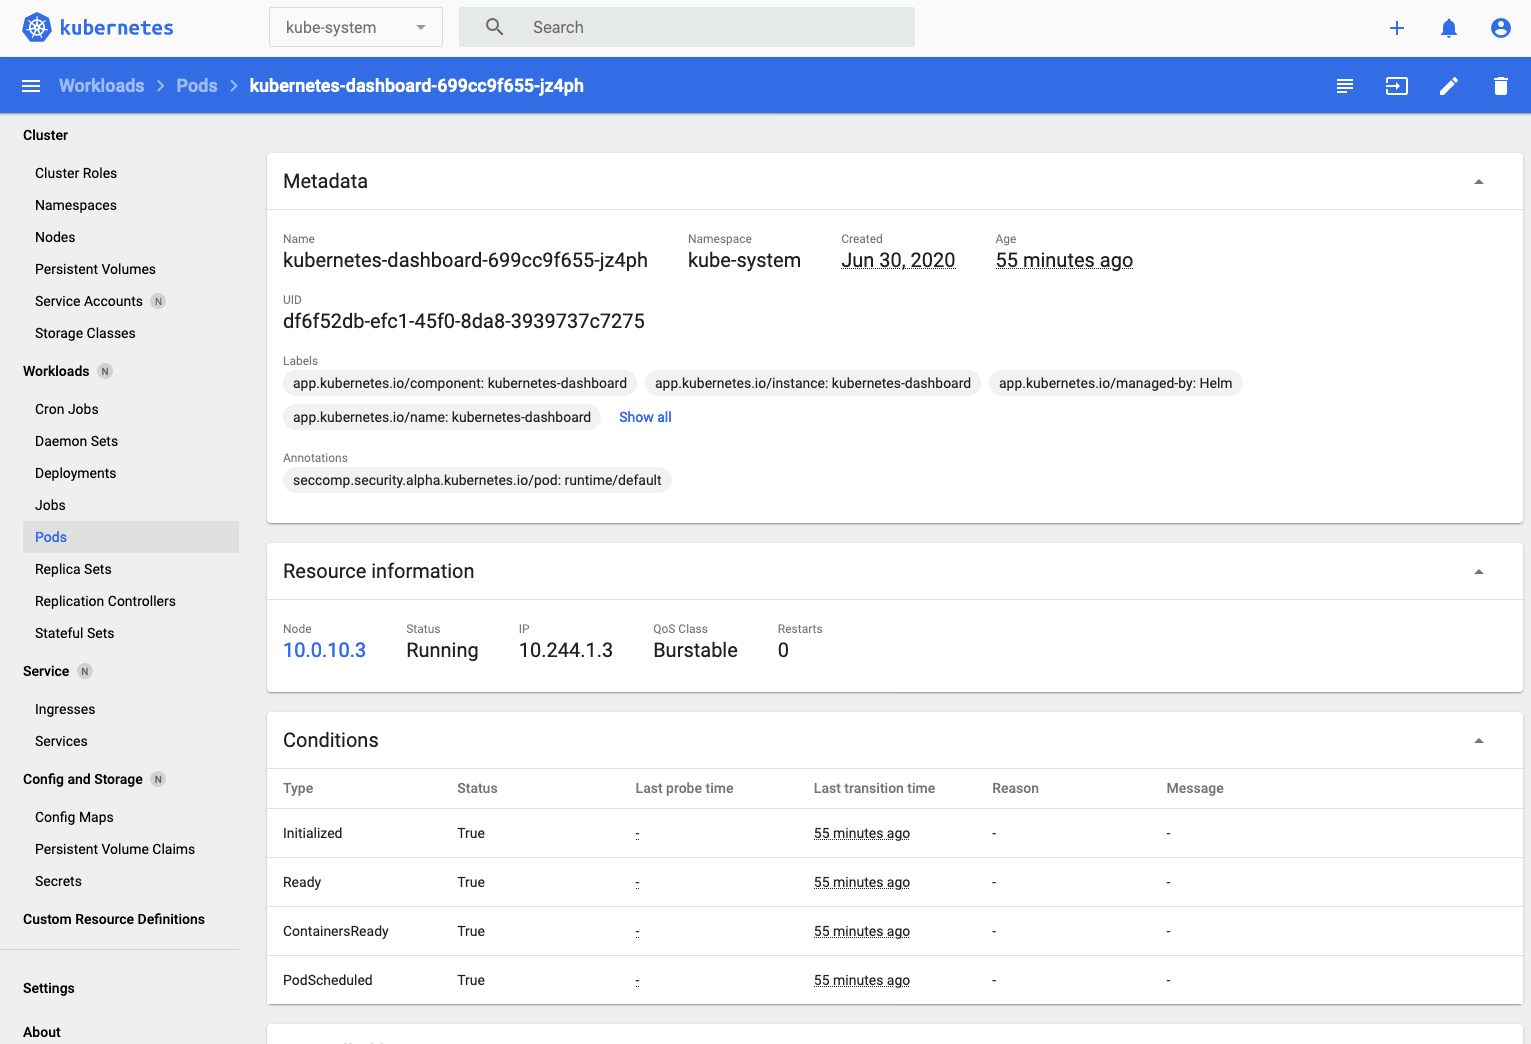 kubernetes
kube-system
Search
Workloads > Pods > kubernetes-dashboard-699cc9f655-jz4ph
Cluster
Cluster Roles
Namespaces
Nodes
Persistent Volumes
Service Accounts N
Storage Classes
Workloads N
Cron Jobs
Daemon Sets
Deployments
Jobs
Pods
Replica Sets
Replication Controllers
Stateful Sets
Service N
Ingresses
Services
Config and Storage N
Config Maps
Persistent Volume Claims
Secrets
Custom Resource Definitions
Settings
About
Metadata
Name Namespace Created Age
kubernetes-dashboard-699cc9f655-jz4ph kube-system Jun 30, 2020 55 minutes ago
UID
df6f52db-efc1-45f0-8da8-3939737c7275
Labels
app.kubernetes.io/component: kubernetes-dashboard app.kubernetes.io/instance: kubernetes-dashboard app.kubernetes.io/managed-by: Helm
app.kubernetes.io/name: kubernetes-dashboard Show all
Annotations
seccomp.security.alpha.kubernetes.io/pod: runtime/default
Resource information
Node Status IP QoS Class Restarts
10.0.10.3 Running 10.244.1.3 Burstable 0
Conditions
Type Status Last probe time Last transition time Reason Message
Initialized True - 55 minutes ago - -
Ready True - 55 minutes ago - -
ContainersReady True - 55 minutes ago - -
PodScheduled True - 55 minutes ago - -